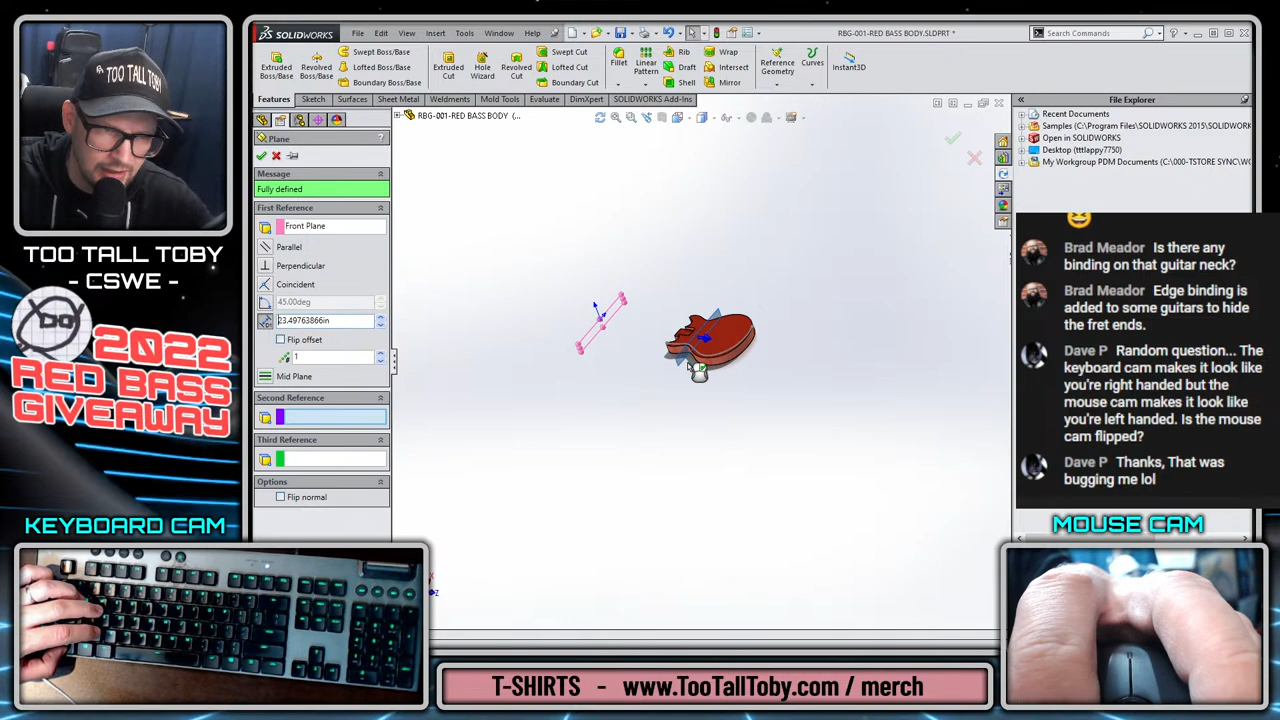 SOLIDWORKS
File Edit View Insert Tools Window Help
RBG-001-RED BASS BODY.SLDPRT *
Search Commands
Extruded Boss/Base
Revolved Boss/Base
Swept Boss/Base
Lofted Boss/Base
Boundary Boss/Base
Extruded Cut
Hole Wizard
Revolved Cut
Swept Cut
Lofted Cut
Boundary Cut
Fillet
Linear Pattern
Rib
Draft
Shell
Wrap
Intersect
Mirror
Reference Geometry
Curves
Instant3D
Features Sketch Surfaces Sheet Metal Weldments Mold Tools Evaluate DimXpert SOLIDWORKS Add-Ins
RBG-001-RED BASS BODY (...
Plane
?
Message
Fully defined
First Reference
Front Plane
Parallel
Perpendicular
Coincident
45.00deg
23.49763866in
Flip offset
1
Mid Plane
Second Reference
Third Reference
Options
Flip normal
File Explorer
Recent Documents
Samples (C:\Program Files\SOLIDWORKS 2015\SOLIDWORK
Open in SOLIDWORKS
Desktop (tttlappy7750)
My Workgroup PDM Documents (C:\000-TSTORE SYNC\WO
TOO TALL TOBY
TOO TALL TOBY
- CSWE -
2022
RED BASS
GIVEAWAY
KEYBOARD CAM
Brad Meador Is there any
binding on that guitar neck?
Brad Meador Edge binding is
added to some guitars to hide
the fret ends.
Dave P Random question... The
keyboard cam makes it look like
you're right handed but the
mouse cam makes it look like
you're left handed. Is the mouse
cam flipped?
Dave P Thanks, That was
bugging me lol
MOUSE CAM
T-SHIRTS - www.TooTallToby.com / merch